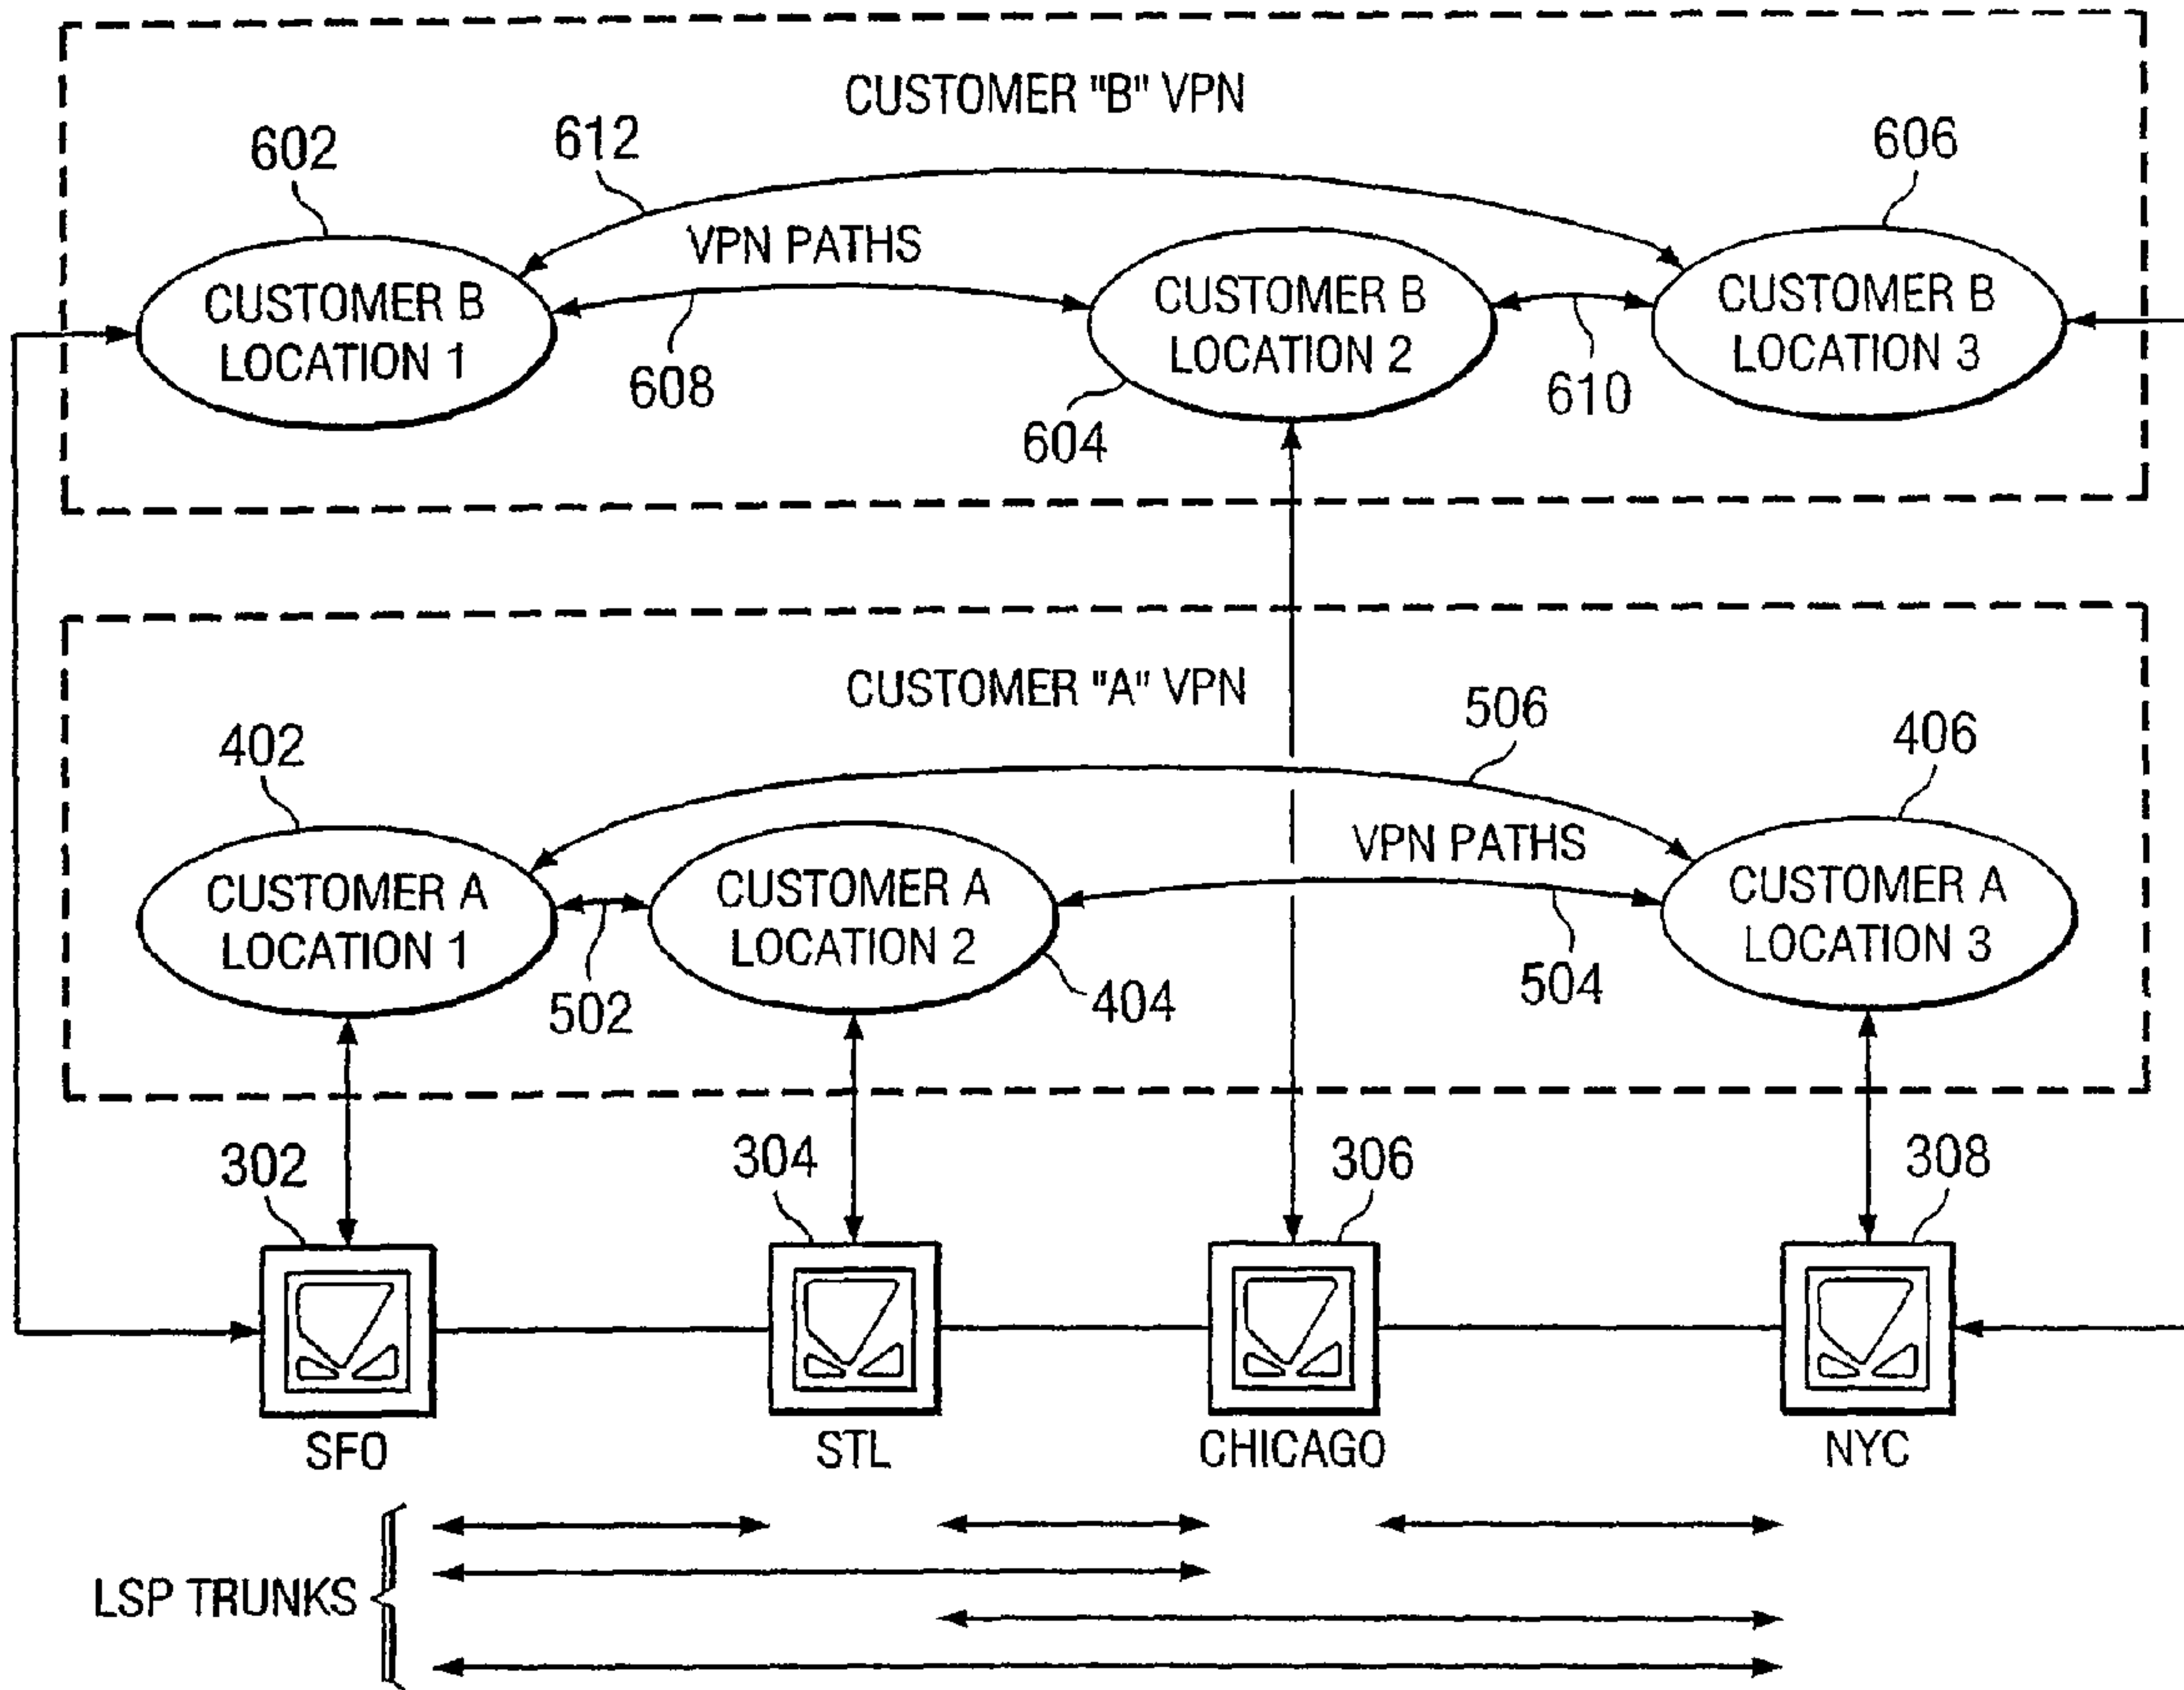 CUSTOMER "B" VPN
602
612
606
VPN PATHS
CUSTOMER B
LOCATION 1
CUSTOMER B
LOCATION 2
CUSTOMER B
LOCATION 3
608
604
610
CUSTOMER "A" VPN
402
506
406
VPN PATHS
CUSTOMER A
LOCATION 1
CUSTOMER A
LOCATION 2
CUSTOMER A
LOCATION 3
502
404
504
302
304
306
308
SFO
STL
CHICAGO
NYC
LSP TRUNKS